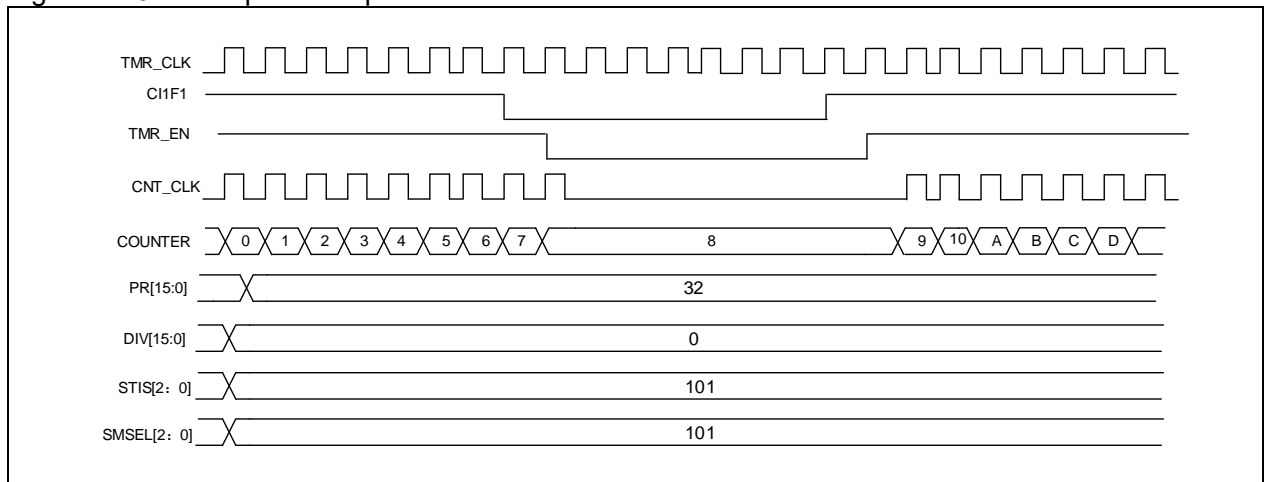 TMR_CLK
CI1F1
TMR_EN
CNT_CLK
COUNTER 0 1 2 3 4 5 6 7 8 9 10 A B C D
PR[15:0] 32
DIV[15:0] 0
STIS[2：0] 101
SMSEL[2：0] 101